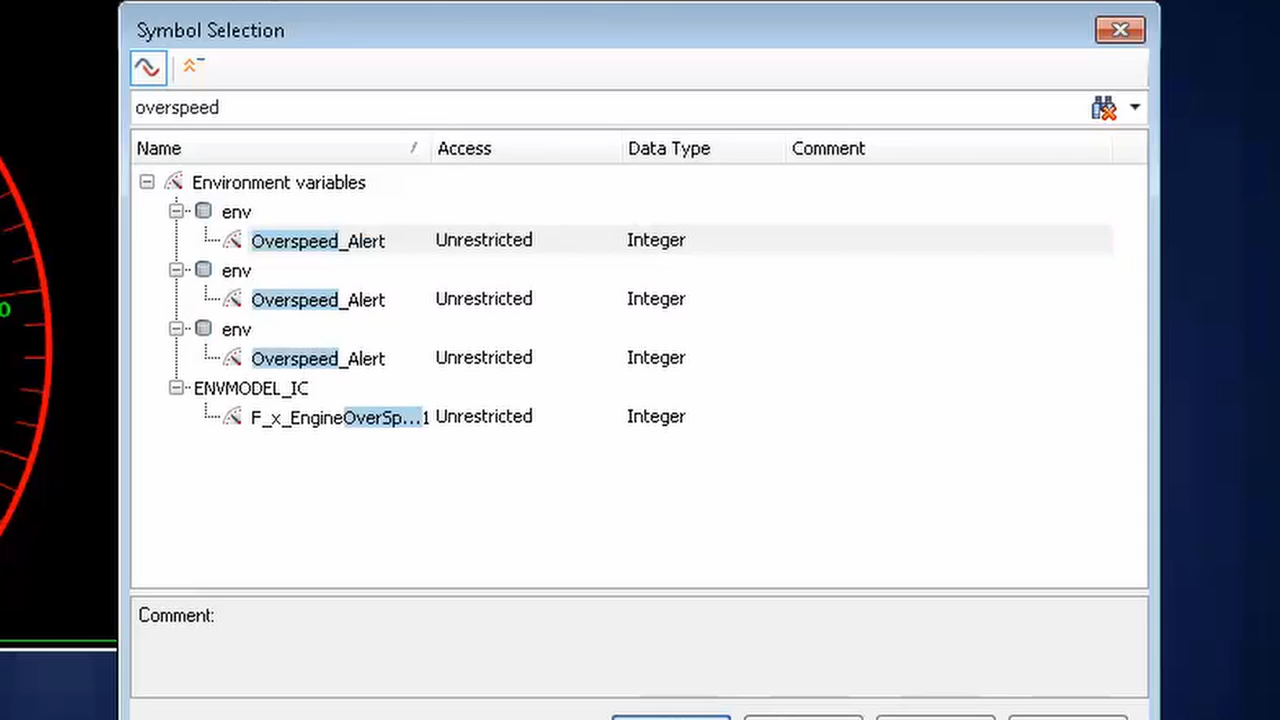 Symbol Selection
overspeed
Name / Access Data Type Comment
Environment variables
env
Overspeed_Alert Unrestricted Integer
env
Overspeed_Alert Unrestricted Integer
env
Overspeed_Alert Unrestricted Integer
ENVMODEL_IC
F_x_EngineOverSp...1 Unrestricted Integer
0
Comment: